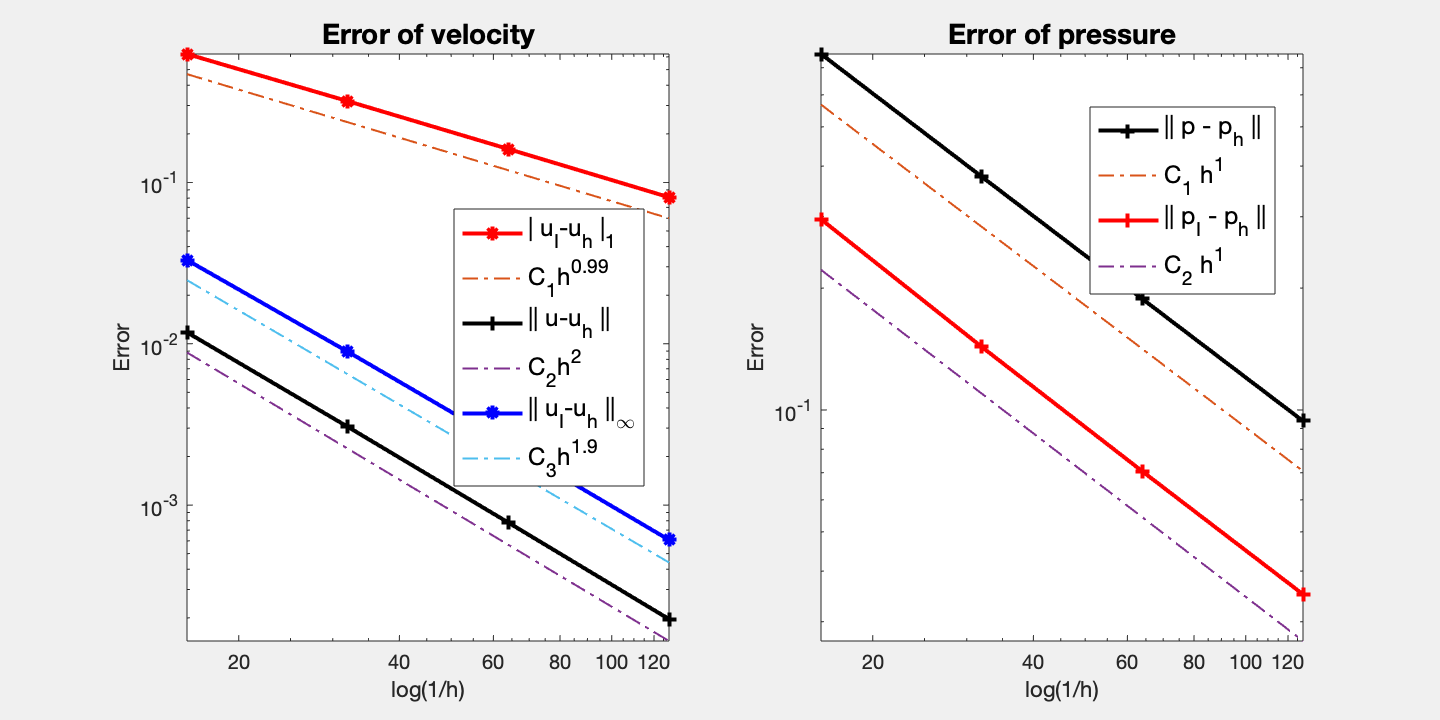 Error of velocity
10^-1
10^-2
10^-3
Error
20 40 60 80 100 120
log(1/h)
| u_I-u_h |_1
C_1h^0.99
|| u-u_h ||
C_2h^2
|| u_I-u_h ||_∞
C_3h^1.9
Error of pressure
10^-1
Error
20 40 60 80 100 120
log(1/h)
|| p - p_h ||
C_1 h^1
|| p_I - p_h ||
C_2 h^1